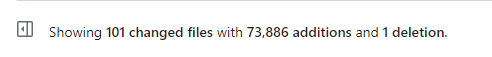 Showing 101 changed files with 73,886 additions and 1 deletion.